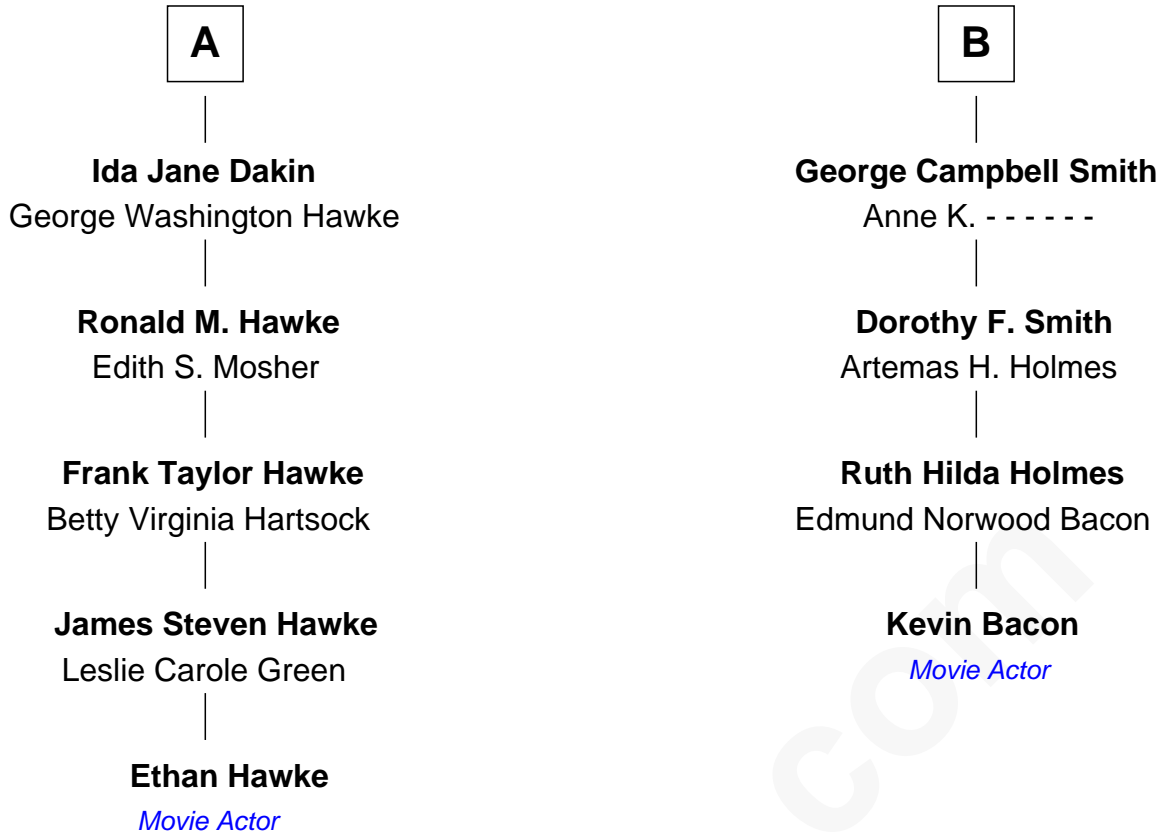 A
Ida Jane Dakin
George Washington Hawke
Ronald M. Hawke
Edith S. Mosher
Frank Taylor Hawke
Betty Virginia Hartsock
James Steven Hawke
Leslie Carole Green
Ethan Hawke
Movie Actor
B
George Campbell Smith
Anne K. - - - - - -
Dorothy F. Smith
Artemas H. Holmes
Ruth Hilda Holmes
Edmund Norwood Bacon
Kevin Bacon
Movie Actor
com